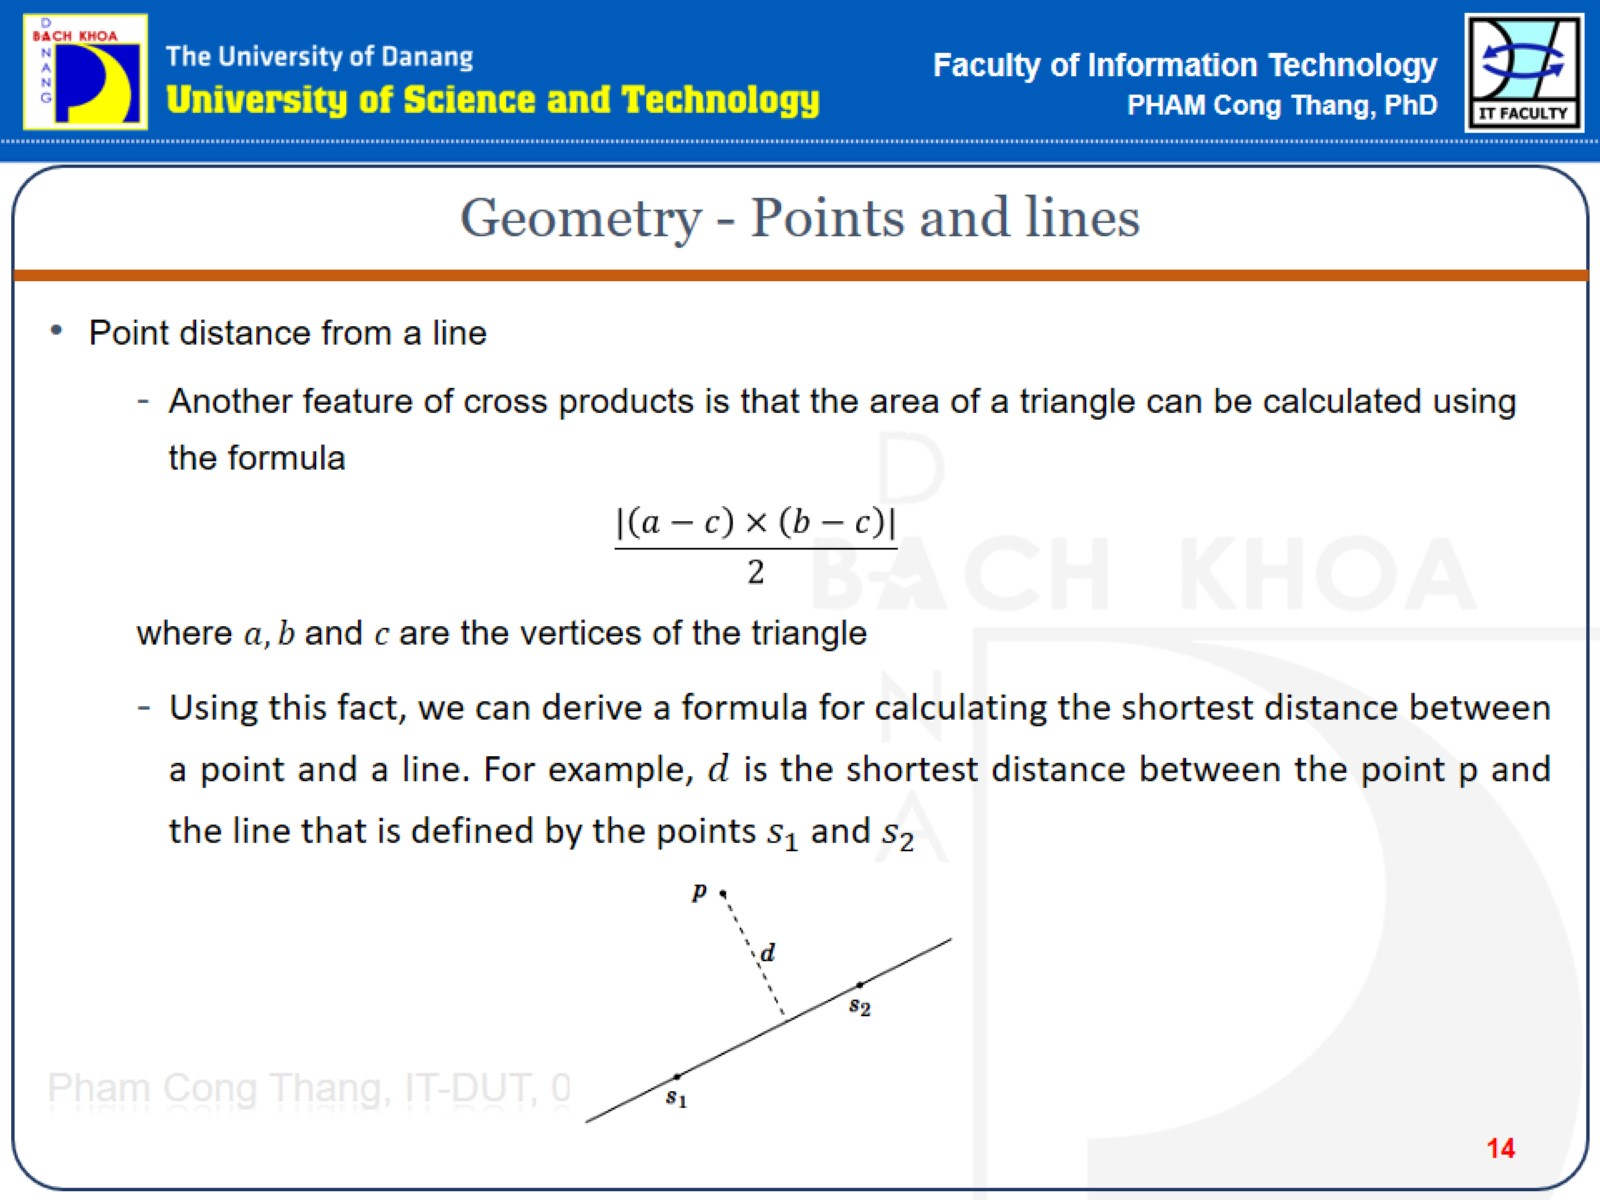 D
BACH KHOA
N
A
N
G
The University of Danang
University of Science and Technology
Faculty of Information Technology
PHAM Cong Thang, PhD
IT FACULTY
Geometry - Points and lines
• Point distance from a line
- Another feature of cross products is that the area of a triangle can be calculated using
the formula
|(a − c) × (b − c)|
2
where a, b and c are the vertices of the triangle
- Using this fact, we can derive a formula for calculating the shortest distance between
a point and a line. For example, d is the shortest distance between the point p and
the line that is defined by the points s₁ and s₂
p
d
s₂
s₁
D
BACH KHOA
N
A
Pham Cong Thang, IT-DUT, 0
14